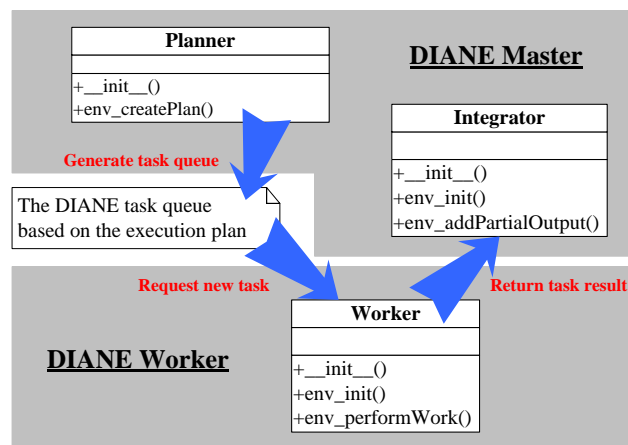 Planner
+__init__()
+env_createPlan()
DIANE Master
Integrator
+__init__()
+env_init()
+env_addPartialOutput()
Generate task queue
The DIANE task queue
based on the execution plan
Request new task
Return task result
Worker
+__init__()
+env_init()
+env_performWork()
DIANE Worker